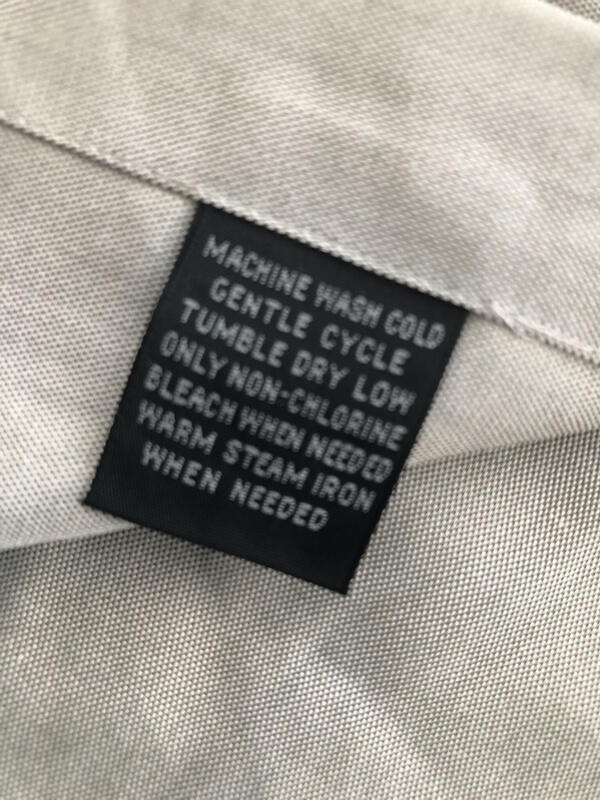 MACHINE WASH COLD
GENTLE CYCLE
TUMBLE DRY LOW
ONLY NON-CHLORINE
BLEACH WHEN NEEDED
WARM STEAM IRON
WHEN NEEDED